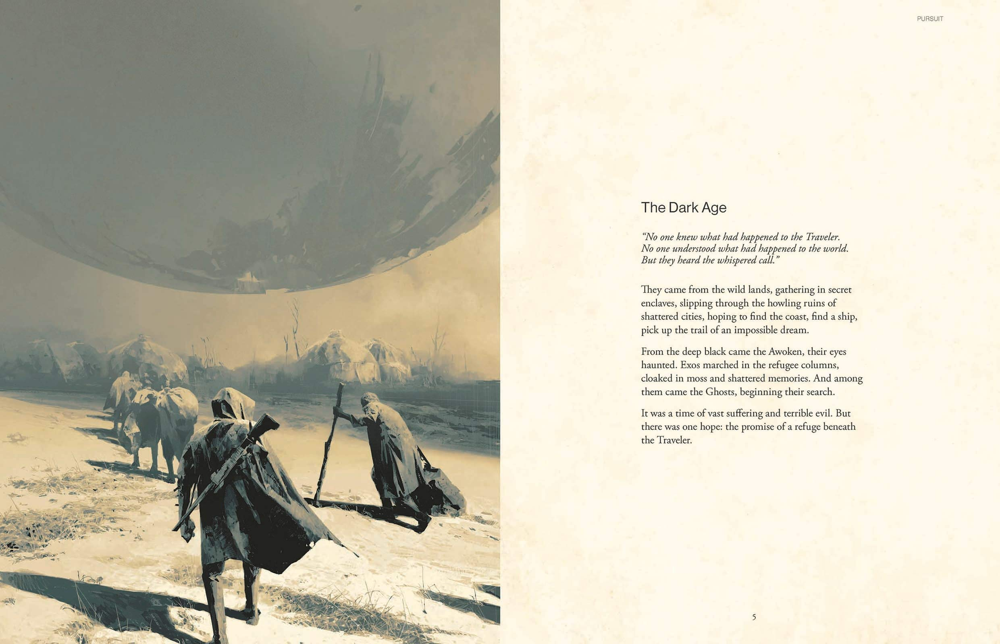 PURSUIT
The Dark Age
“No one knew what had happened to the Traveler.
No one understood what had happened to the world.
But they heard the whispered call.”
They came from the wild lands, gathering in secret
enclaves, slipping through the howling ruins of
shattered cities, hoping to find the coast, find a ship,
pick up the trail of an impossible dream.
From the deep black came the Awoken, their eyes
haunted. Exos marched in the refugee columns,
cloaked in moss and shattered memories. And among
them came the Ghosts, beginning their search.
It was a time of vast suffering and terrible evil. But
there was one hope: the promise of a refuge beneath
the Traveler.
5